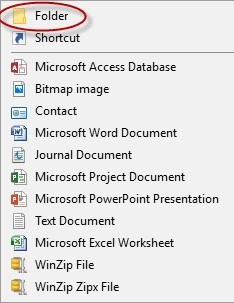 Folder
Shortcut
Microsoft Access Database
Bitmap image
Contact
Microsoft Word Document
Journal Document
Microsoft Project Document
Microsoft PowerPoint Presentation
Text Document
Microsoft Excel Worksheet
WinZip File
WinZip Zipx File